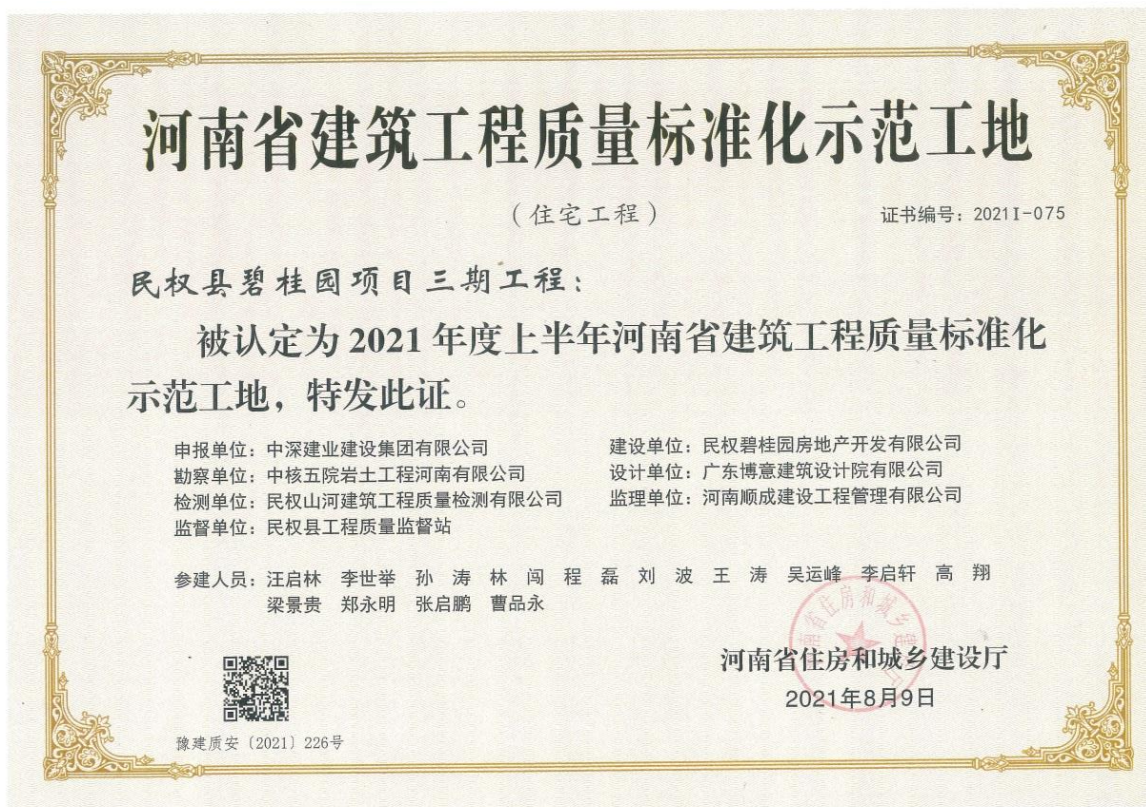 河南省建筑工程质量标准化示范工地
（住宅工程）
证书编号：2021I-075
民权县碧桂园项目三期工程：
被认定为 2021 年度上半年河南省建筑工程质量标准化
示范工地，特发此证。
申报单位：中深建业建设集团有限公司 建设单位：民权碧桂园房地产开发有限公司
勘察单位：中核五院岩土工程河南有限公司 设计单位：广东博意建筑设计院有限公司
检测单位：民权山河建筑工程质量检测有限公司 监理单位：河南顺成建设工程管理有限公司
监督单位：民权县工程质量监督站
参建人员：汪启林 李世举 孙 涛 林 闯 程 磊 刘 波 王 涛 吴运峰 李启轩 高 翔
梁景贵 郑永明 张启鹏 曹品永
河南省住房和城乡建设厅
2021年8月9日
豫建质安〔2021〕226号